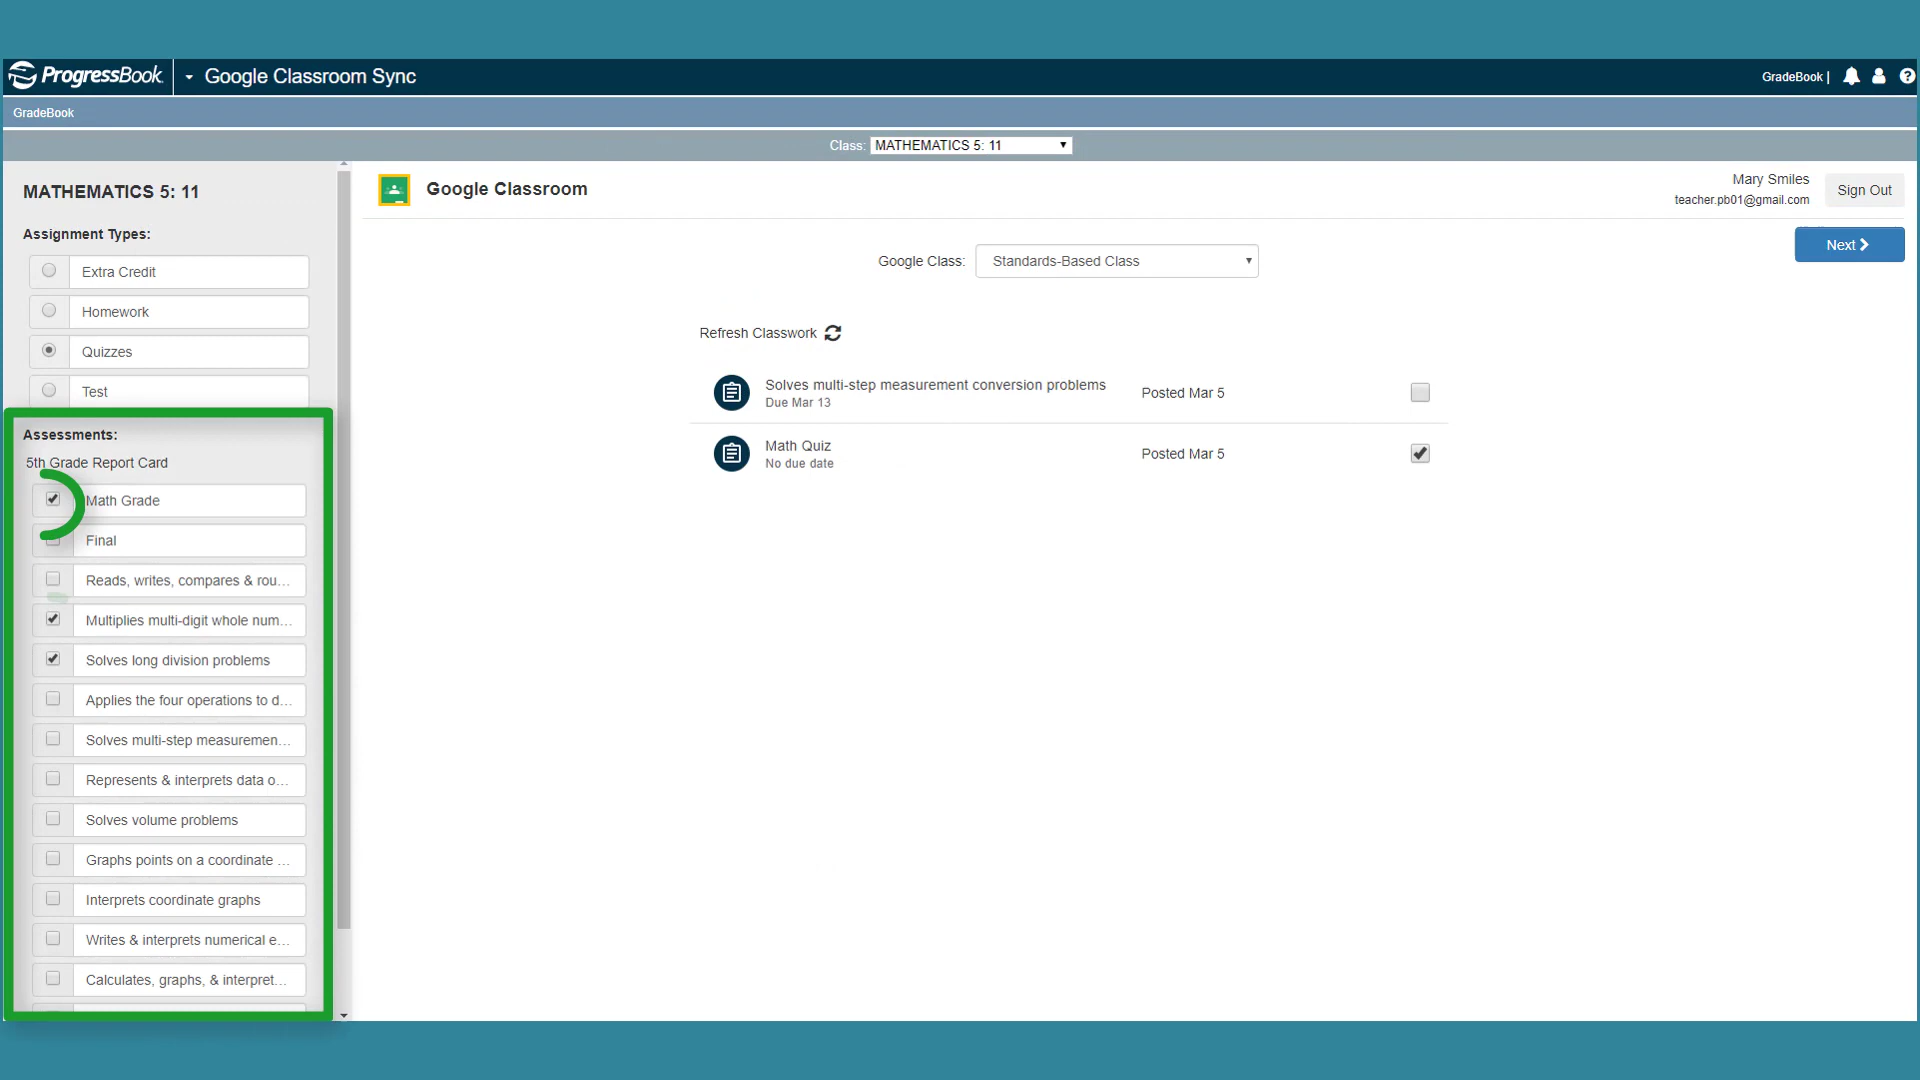 ProgressBook
Google Classroom Sync
GradeBook |
?
GradeBook
Class: MATHEMATICS 5: 11
MATHEMATICS 5: 11
Assignment Types:
Extra Credit
Homework
Quizzes
Test
Assessments:
5th Grade Report Card
Math Grade
Final
Reads, writes, compares & rou...
Multiplies multi-digit whole num...
Solves long division problems
Applies the four operations to d...
Solves multi-step measuremen...
Represents & interprets data o...
Solves volume problems
Graphs points on a coordinate ...
Interprets coordinate graphs
Writes & interprets numerical e...
Calculates, graphs, & interpret...
Google Classroom
Mary Smiles
teacher.pb01@gmail.com
Sign Out
Next
Google Class: Standards-Based Class
Refresh Classwork
Solves multi-step measurement conversion problems
Due Mar 13
Posted Mar 5
Math Quiz
No due date
Posted Mar 5